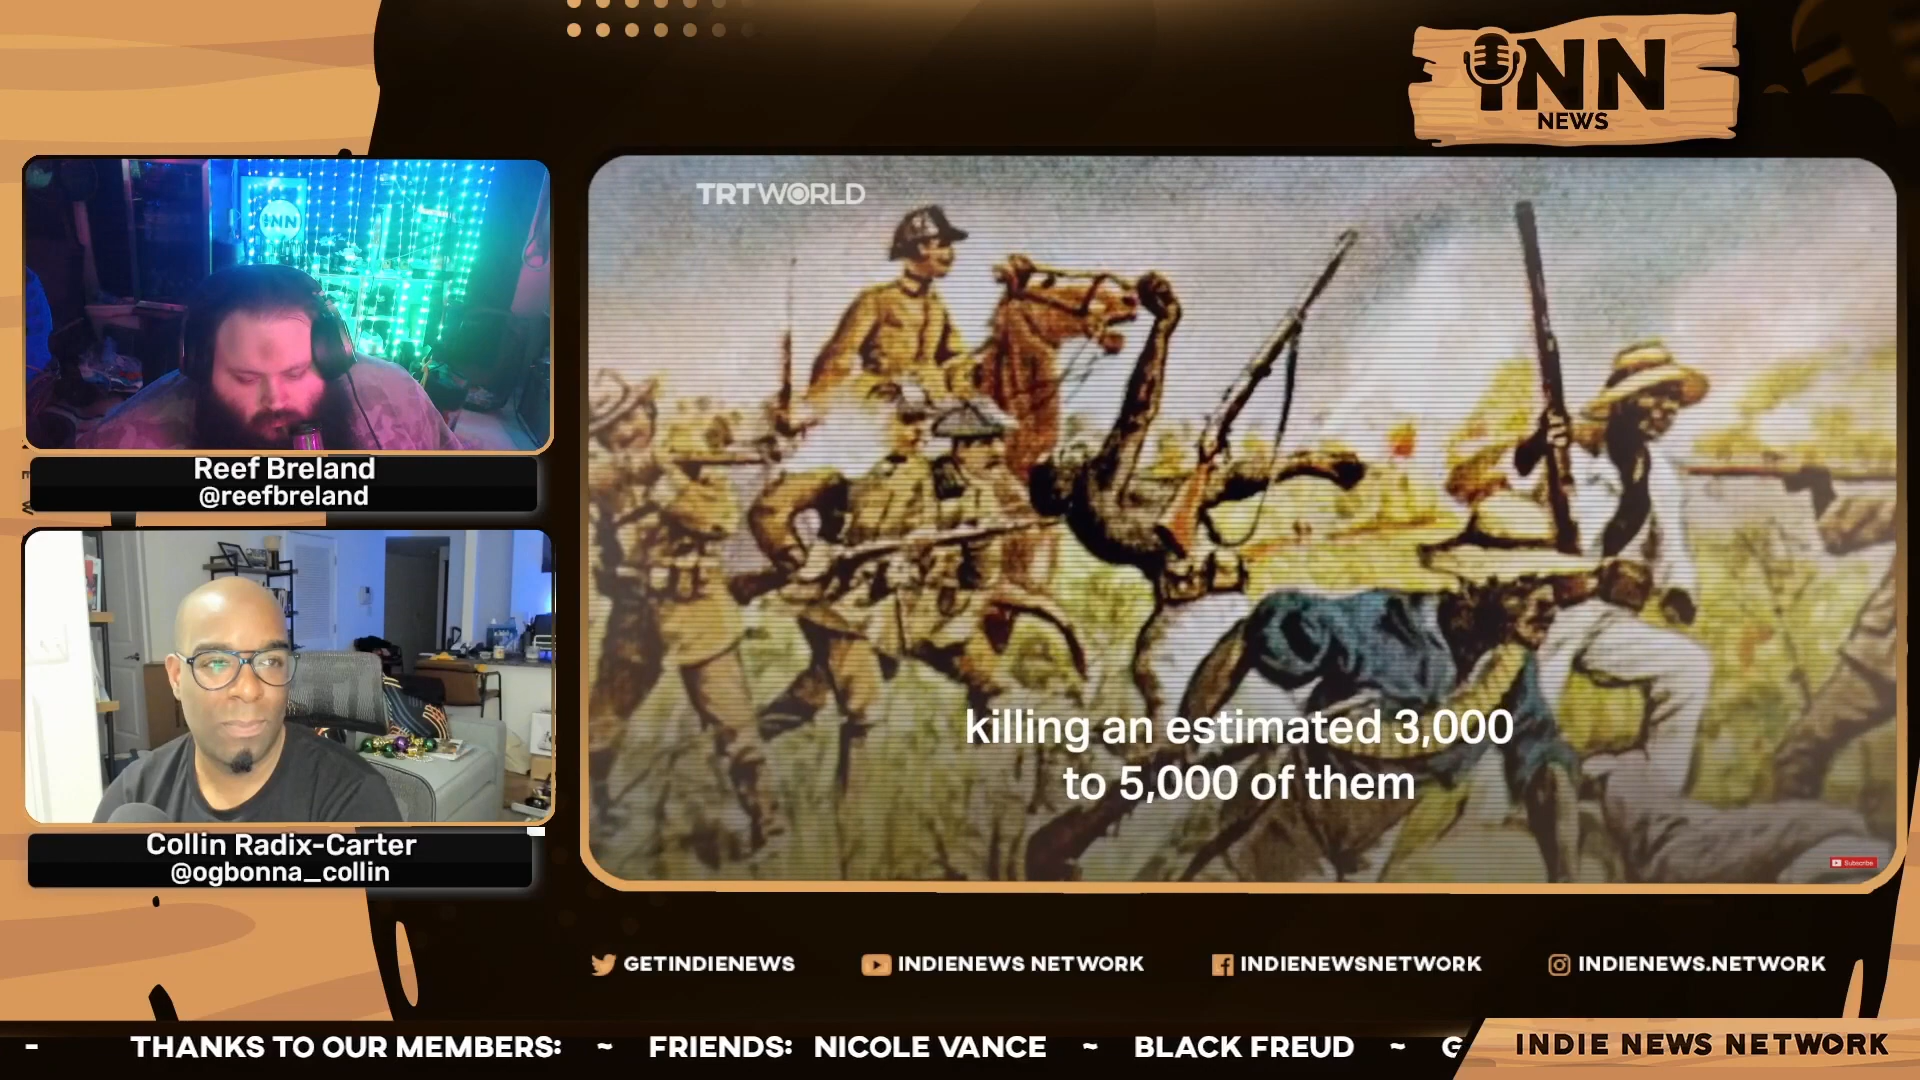 iNN
NEWS
TRTWORLD
iNN
Reef Breland
@reefbreland
killing an estimated 3,000
to 5,000 of them
Collin Radix-Carter
@ogbonna_collin
Subscribe
GETINDIENEWS
INDIENEWS NETWORK
INDIENEWSNETWORK
INDIENEWS.NETWORK
- THANKS TO OUR MEMBERS: ~ FRIENDS: NICOLE VANCE ~ BLACK FREUD ~ G
INDIE NEWS NETWORK